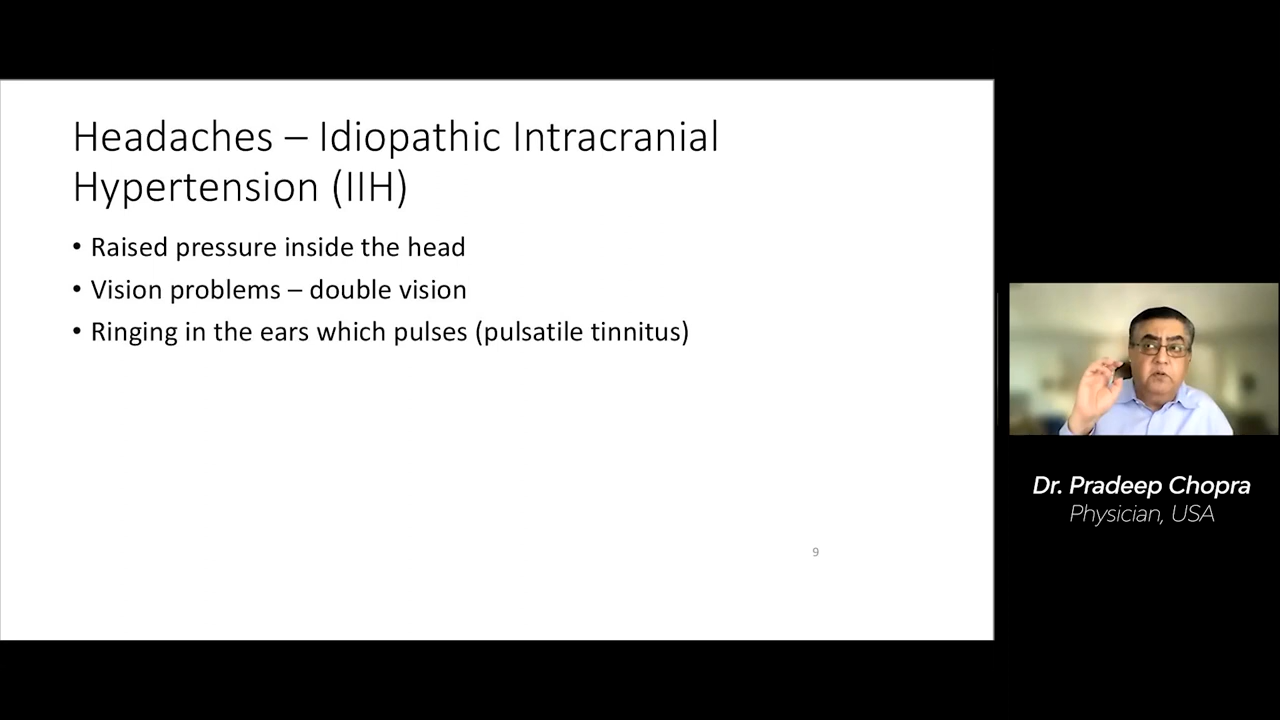 Headaches – Idiopathic Intracranial
Hypertension (IIH)
• Raised pressure inside the head
• Vision problems – double vision
• Ringing in the ears which pulses (pulsatile tinnitus)
9
Dr. Pradeep Chopra
Physician, USA